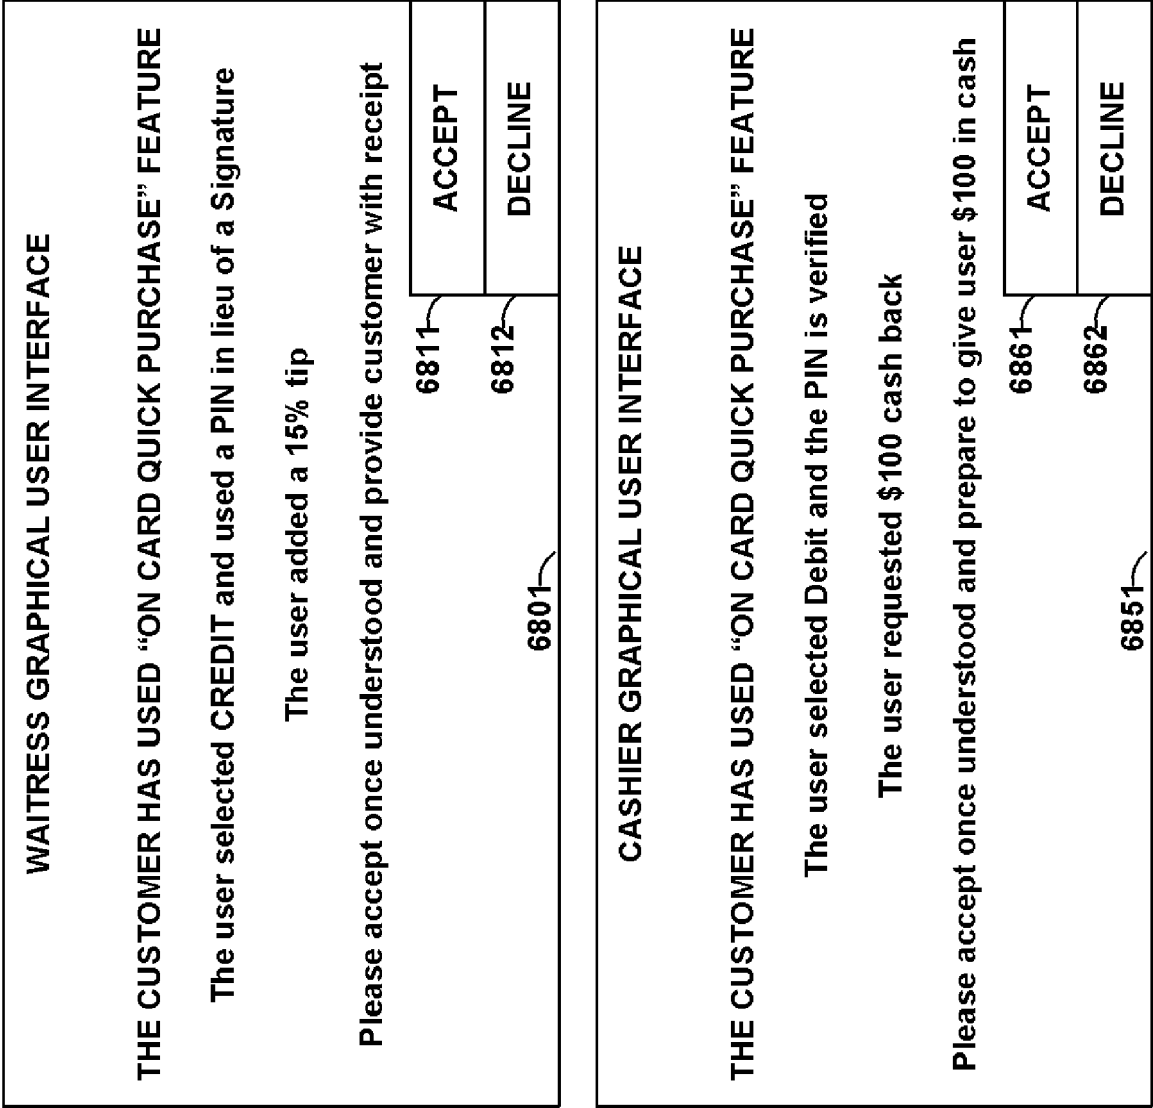 WAITRESS GRAPHICAL USER INTERFACE
THE CUSTOMER HAS USED “ON CARD QUICK PURCHASE” FEATURE
The user selected CREDIT and used a PIN in lieu of a Signature
The user added a 15% tip
Please accept once understood and provide customer with receipt
6811
ACCEPT
6812
DECLINE
6801
CASHIER GRAPHICAL USER INTERFACE
THE CUSTOMER HAS USED “ON CARD QUICK PURCHASE” FEATURE
The user selected Debit and the PIN is verified
The user requested $100 cash back
Please accept once understood and prepare to give user $100 in cash
6861
ACCEPT
6862
DECLINE
6851